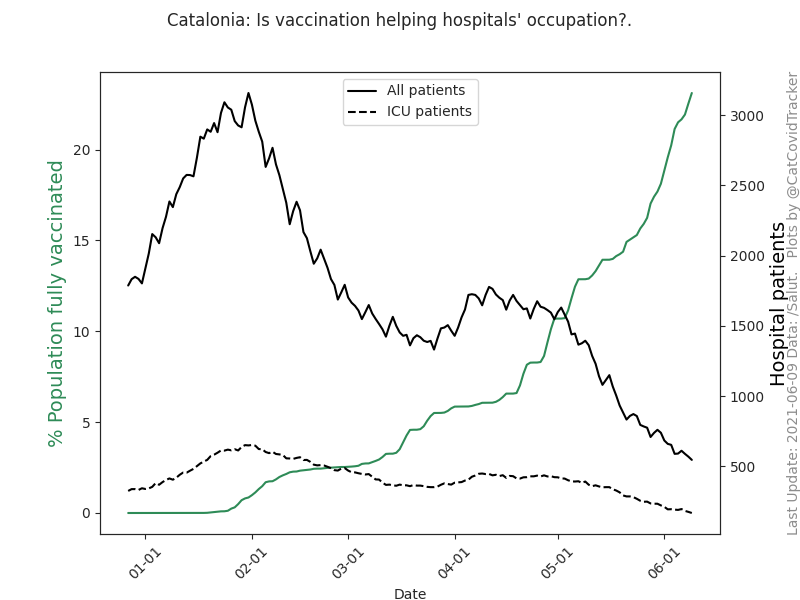 Catalonia: Is vaccination helping hospitals' occupation?.
All patients
ICU patients
% Population fully vaccinated
20
15
10
5
0
3000
2500
2000
1500
1000
500
Hospital patients
Last Update: 2021-06-09 Data: /Salut. Plots by @CatCovidTracker
01-01
02-01
03-01
04-01
05-01
06-01
Date